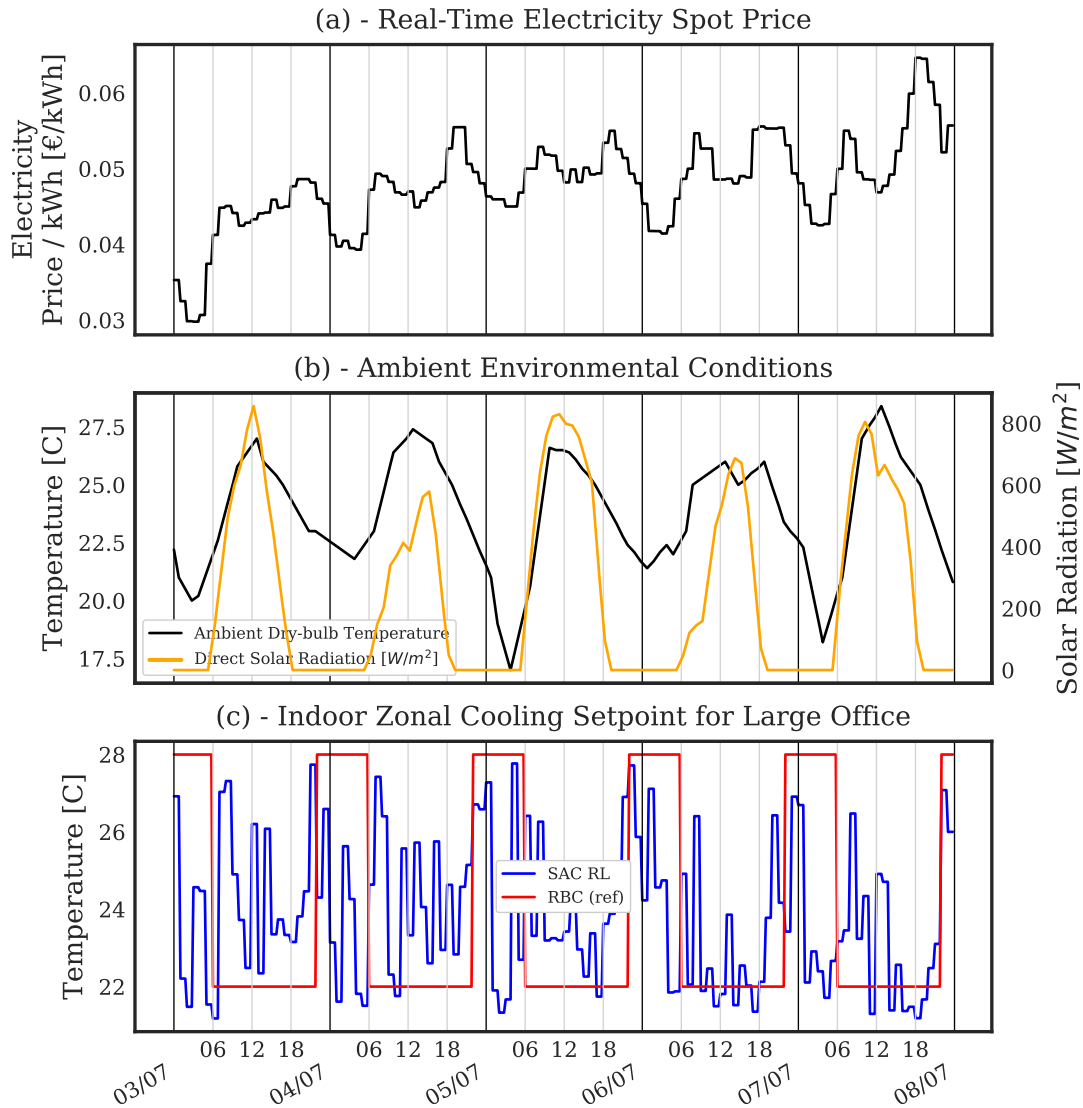 (a) - Real-Time Electricity Spot Price
Electricity
Price / kWh [€/kWh]
0.06
0.05
0.04
0.03
(b) - Ambient Environmental Conditions
Temperature [C]
27.5
25.0
22.5
20.0
17.5
Solar Radiation [W/m²]
800
600
400
200
0
Ambient Dry-bulb Temperature
Direct Solar Radiation [W/m²]
(c) - Indoor Zonal Cooling Setpoint for Large Office
Temperature [C]
28
26
24
22
SAC RL
RBC (ref)
06 12 18 06 12 18 06 12 18 06 12 18 06 12 18
03/07 04/07 05/07 06/07 07/07 08/07